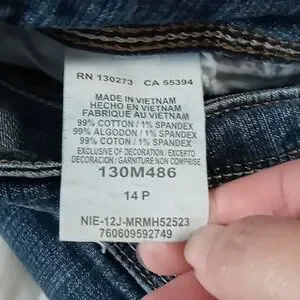 RN 130273 CA 55394
MADE IN VIETNAM
HECHO EN VIETNAM
FABRIQUE AU VIETNAM
99% COTTON / 1% SPANDEX
99% ALGODON / 1% SPANDEX
99% COTON / 1% SPANDEX
EXCLUSIVE OF DECORATION / EXCEPTO
DECORACION / GARNITURE NON COMPRISE
130M486
14 P
NIE-12J-MRMH52523
760609592749